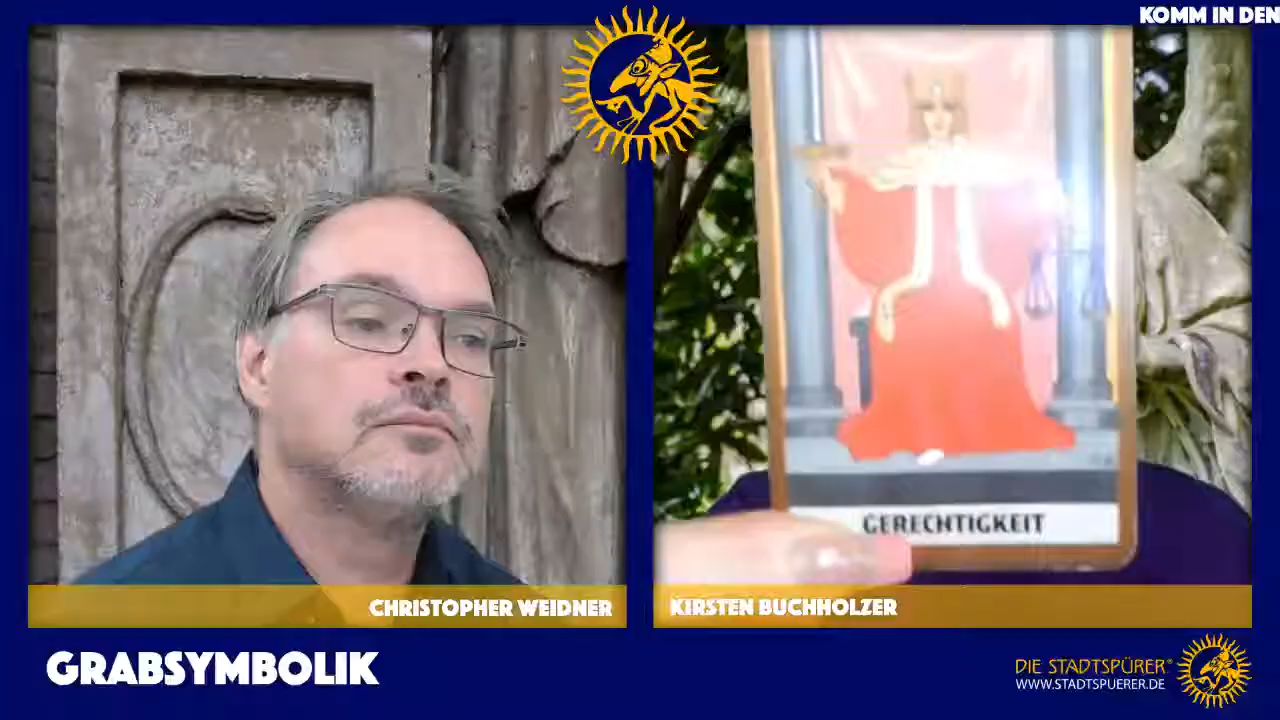 KOMM IN DEN
GERECHTIGKEIT
CHRISTOPHER WEIDNER
KIRSTEN BUCHHOLZER
GRABSYMBOLIK
DIE STADTSPÜRER®
WWW.STADTSPUERER.DE